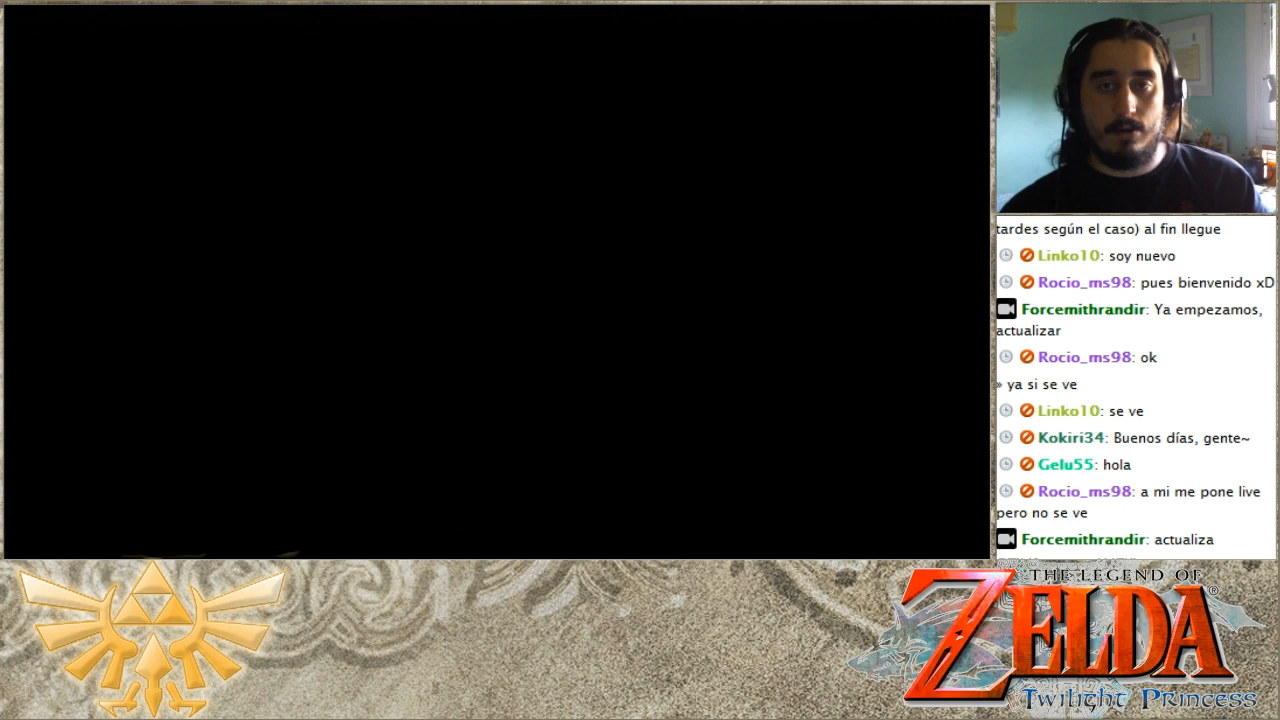 tardes según el caso) al fin llegue
Linko10: soy nuevo
Rocio_ms98: pues bienvenido xD
Forcemithrandir: Ya empezamos,
actualizar
Rocio_ms98: ok
» ya si se ve
Linko10: se ve
Kokiri34: Buenos días, gente~
Gelu55: hola
Rocio_ms98: a mi me pone live
pero no se ve
Forcemithrandir: actualiza
THE LEGEND OF
ZELDA®
Twilight Princess